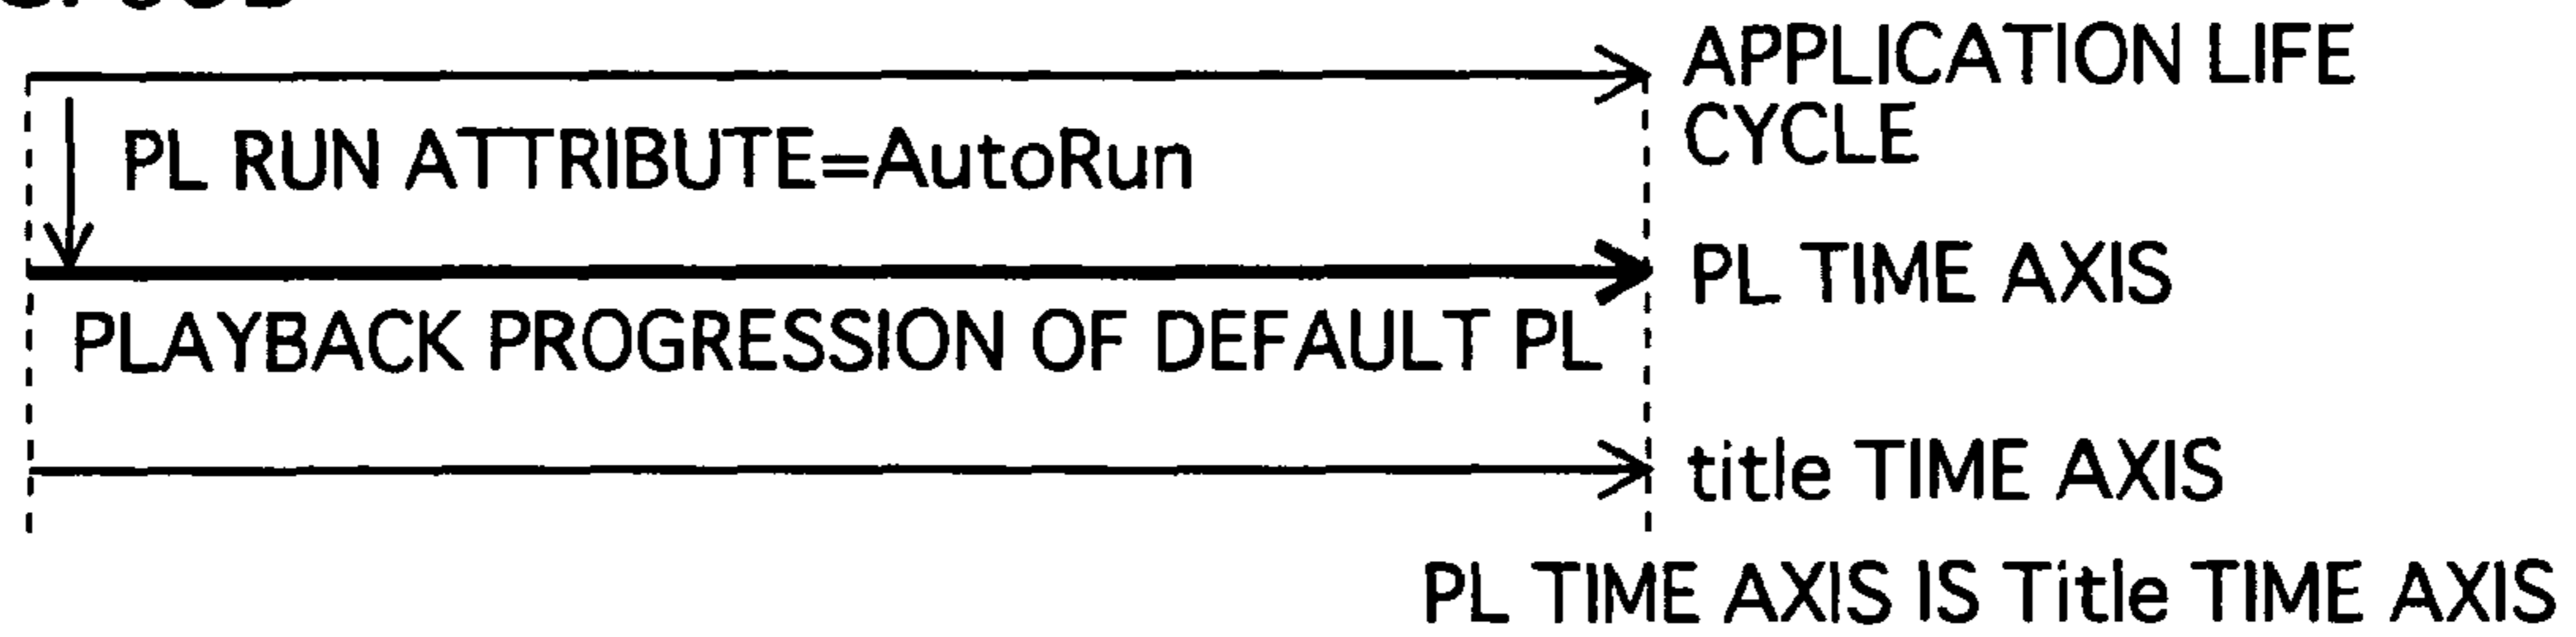 APPLICATION LIFE
CYCLE
PL RUN ATTRIBUTE=AutoRun
PL TIME AXIS
PLAYBACK PROGRESSION OF DEFAULT PL
title TIME AXIS
PL TIME AXIS IS Title TIME AXIS